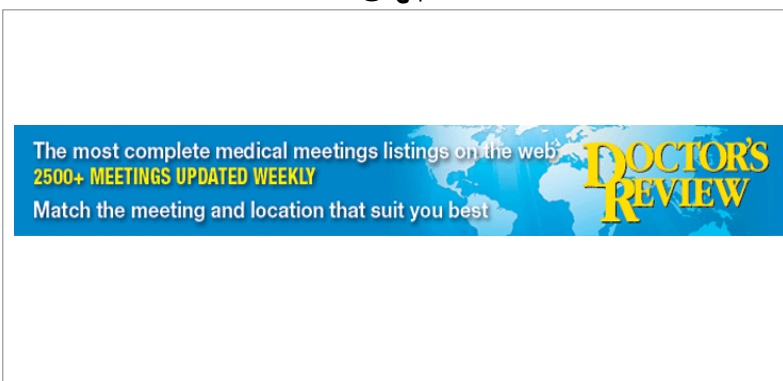 The most complete medical meetings listings on the web
2500+ MEETINGS UPDATED WEEKLY
Match the meeting and location that suit you best
DOCTOR'S
REVIEW